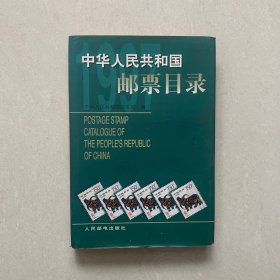 1997
中华人民共和国
邮票目录
POSTAGE STAMP
CATALOGUE OF
THE PEOPLE'S REPUBLIC
OF CHINA
人民邮电出版社